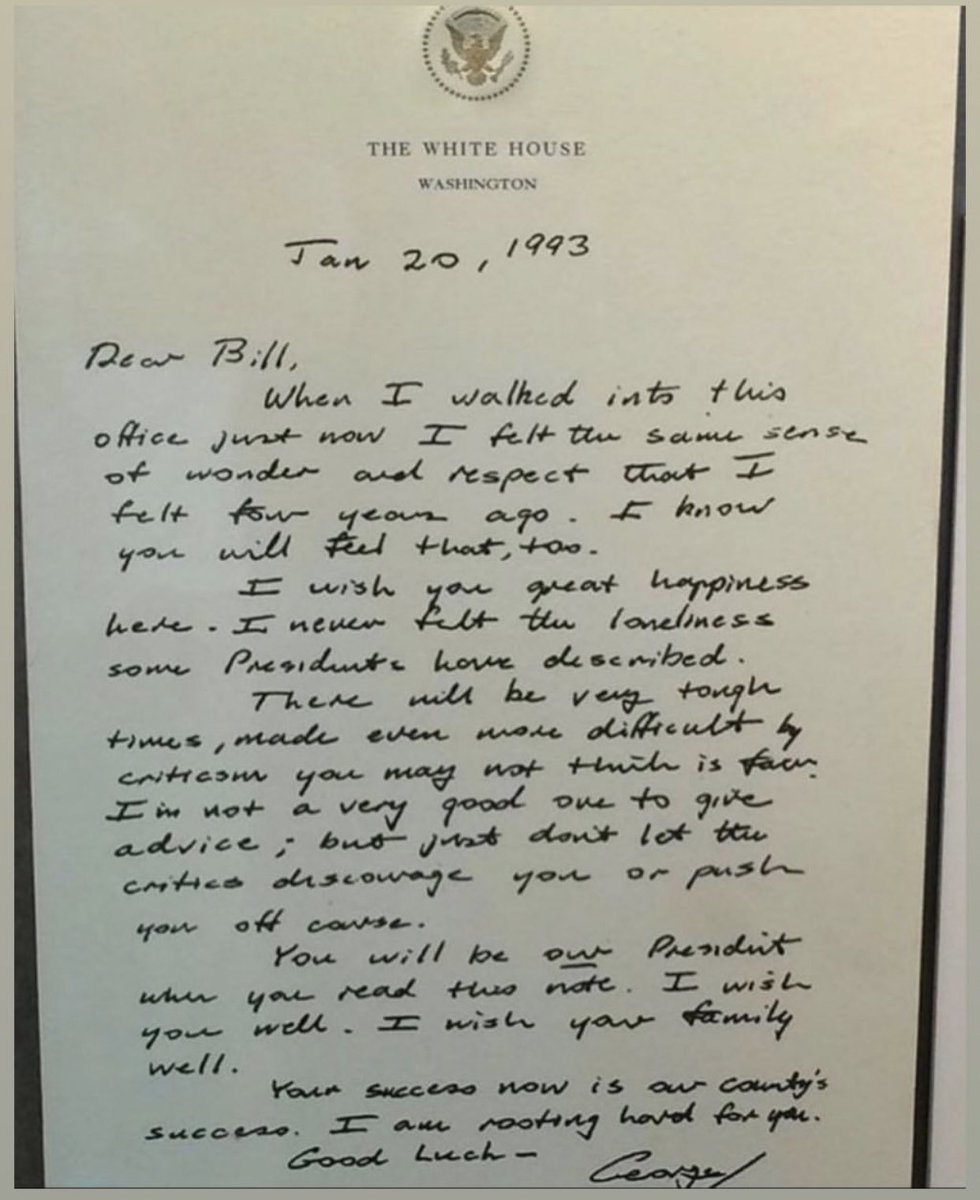 THE WHITE HOUSE
WASHINGTON
Jan 20, 1993
Dear Bill,
When I walked into this
office just now I felt the same sense
of wonder and respect that I
felt four years ago. I know
you will feel that, too.
I wish you great happiness
here. I never felt the loneliness
some Presidents have described.
There will be very tough
times, made even more difficult by
criticism you may not think is fair.
I'm not a very good one to give
advice; but just don't let the
critics discourage you or push
you off course.
You will be our President
when you read this note. I wish
you well. I wish your family
well.
Your success now is our country's
success. I am rooting hard for you.
Good Luck –
George